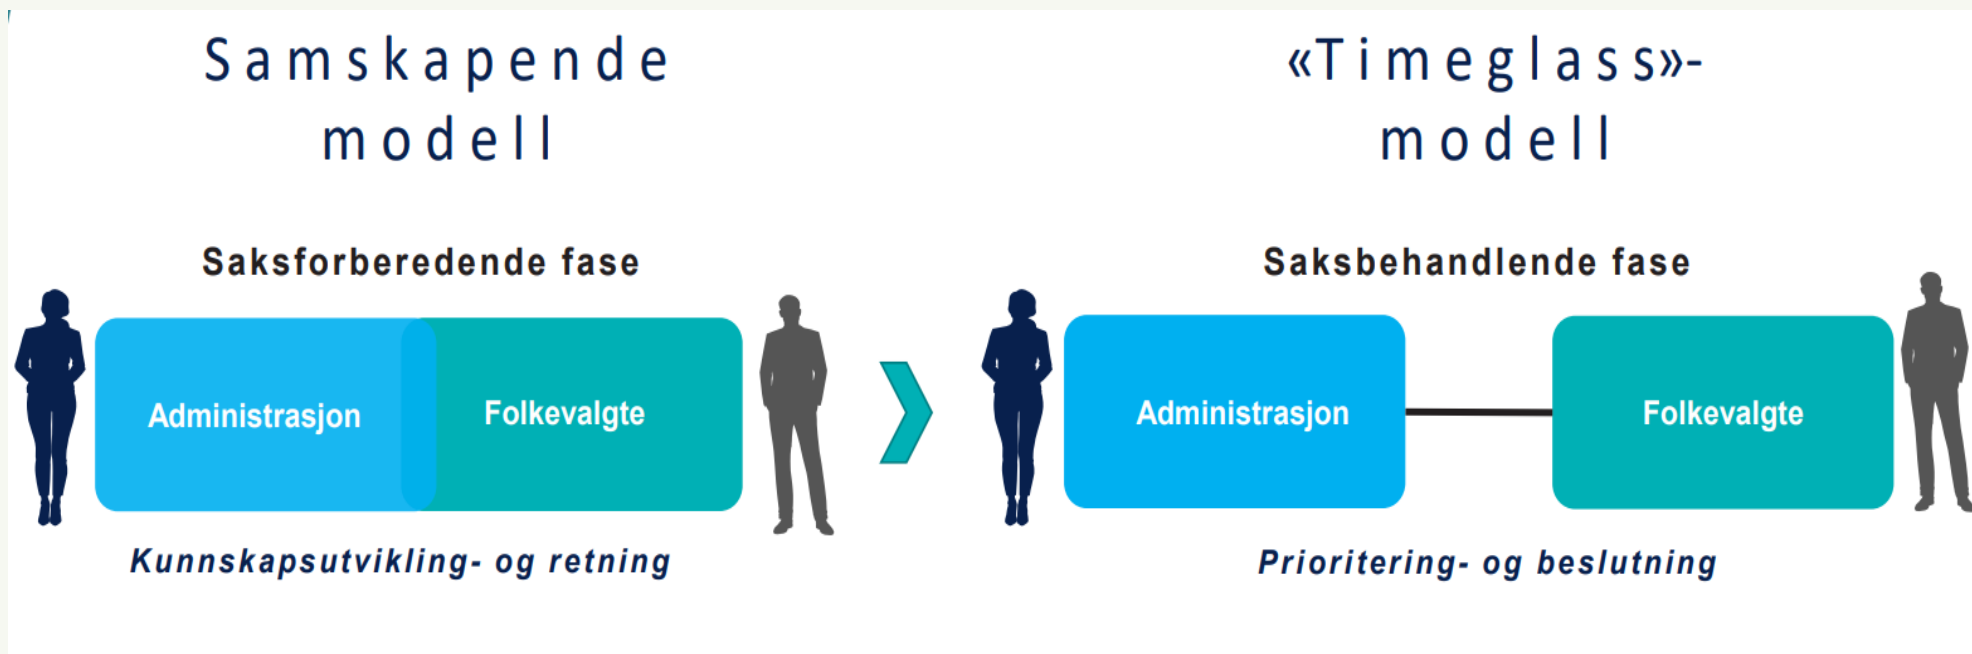 Samskapende
modell
Saksforberedende fase
Administrasjon
Folkevalgte
Kunnskapsutvikling- og retning
«Timeglass»-
modell
Saksbehandlende fase
Administrasjon
Folkevalgte
Prioritering- og beslutning